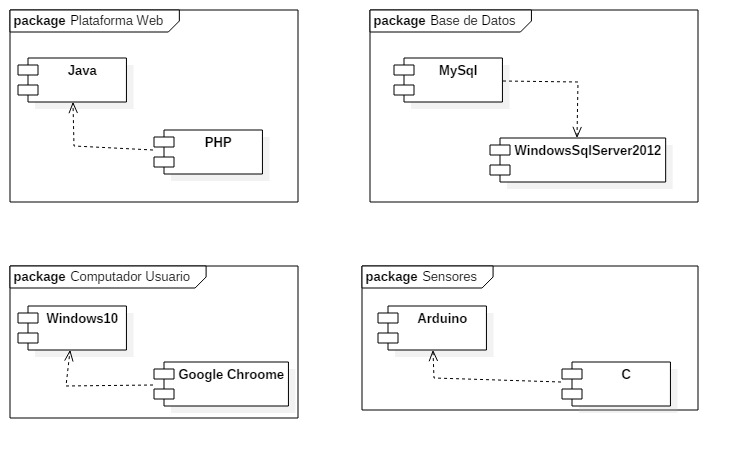 package Plataforma Web
Java
PHP
package Base de Datos
MySql
WindowsSqlServer2012
package Computador Usuario
Windows10
Google Chroome
package Sensores
Arduino
C